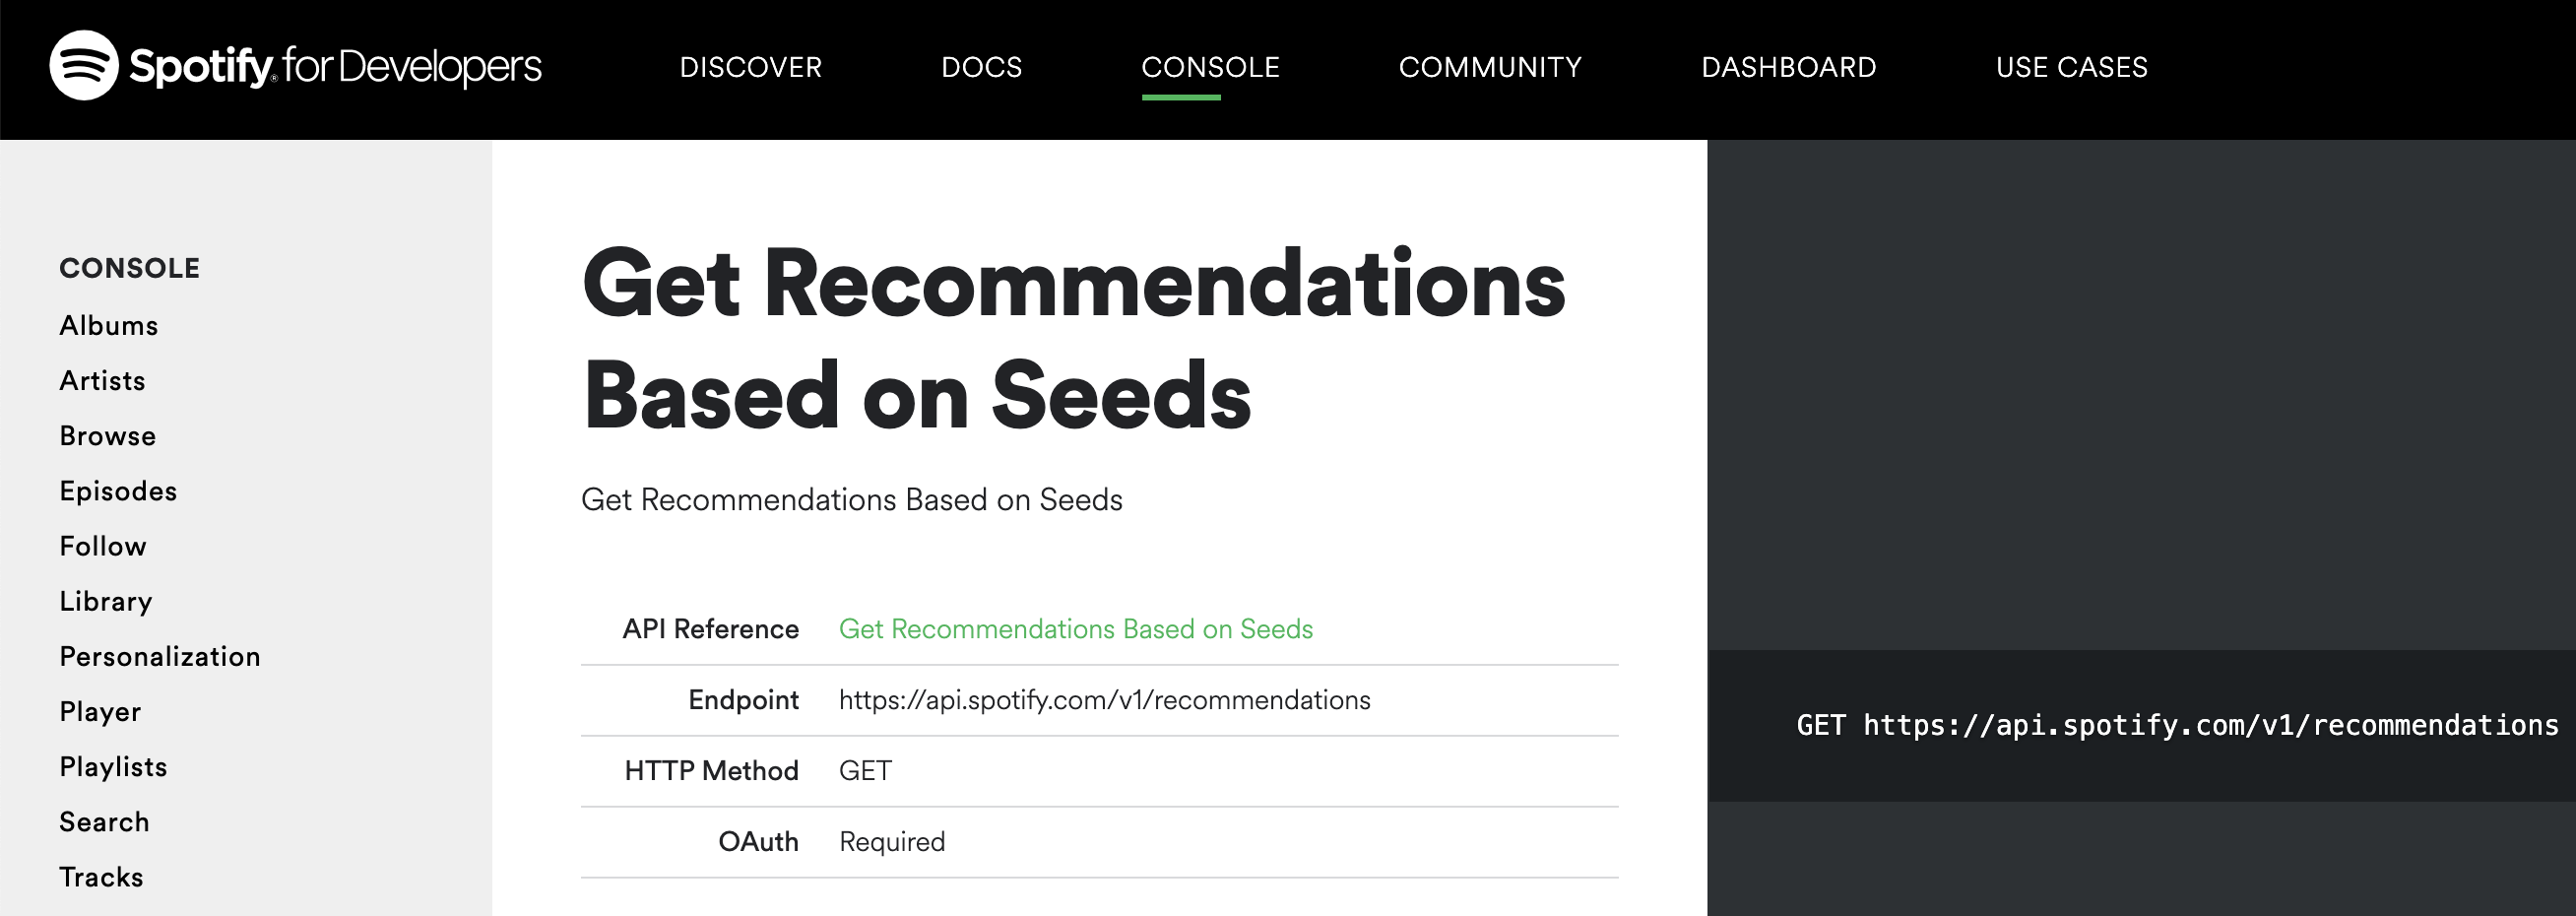 Spotify® for Developers
DISCOVER
DOCS
CONSOLE
COMMUNITY
DASHBOARD
USE CASES
CONSOLE
Albums
Artists
Browse
Episodes
Follow
Library
Personalization
Player
Playlists
Search
Tracks
Get Recommendations
Based on Seeds
Get Recommendations Based on Seeds
API Reference Get Recommendations Based on Seeds
Endpoint https://api.spotify.com/v1/recommendations
HTTP Method GET
OAuth Required
GET https://api.spotify.com/v1/recommendations